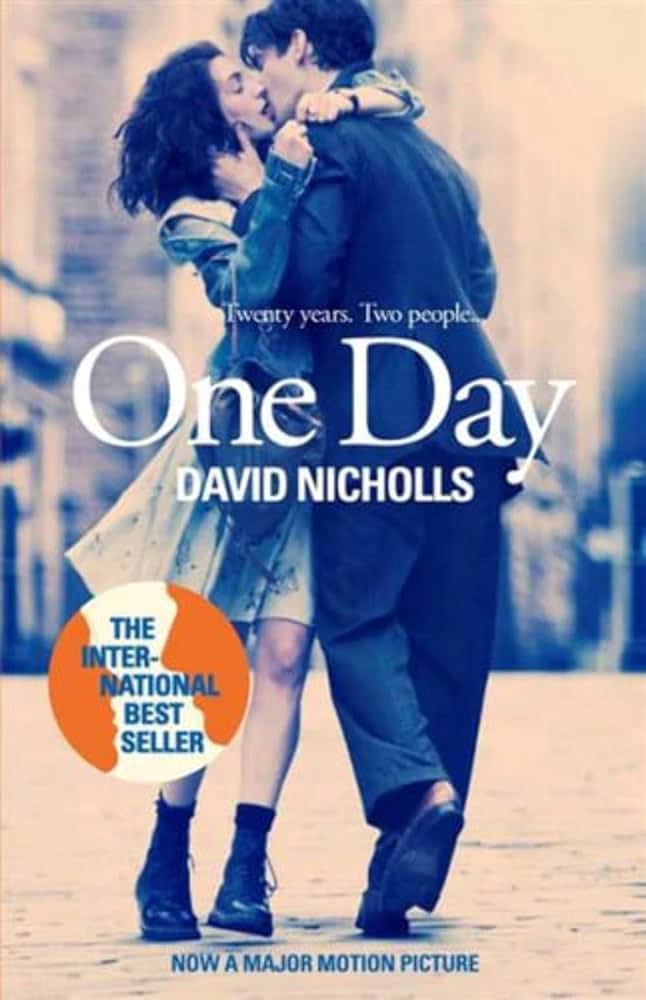 Twenty years. Two people...
One Day
DAVID NICHOLLS
THE
INTER-
NATIONAL
BEST
SELLER
NOW A MAJOR MOTION PICTURE